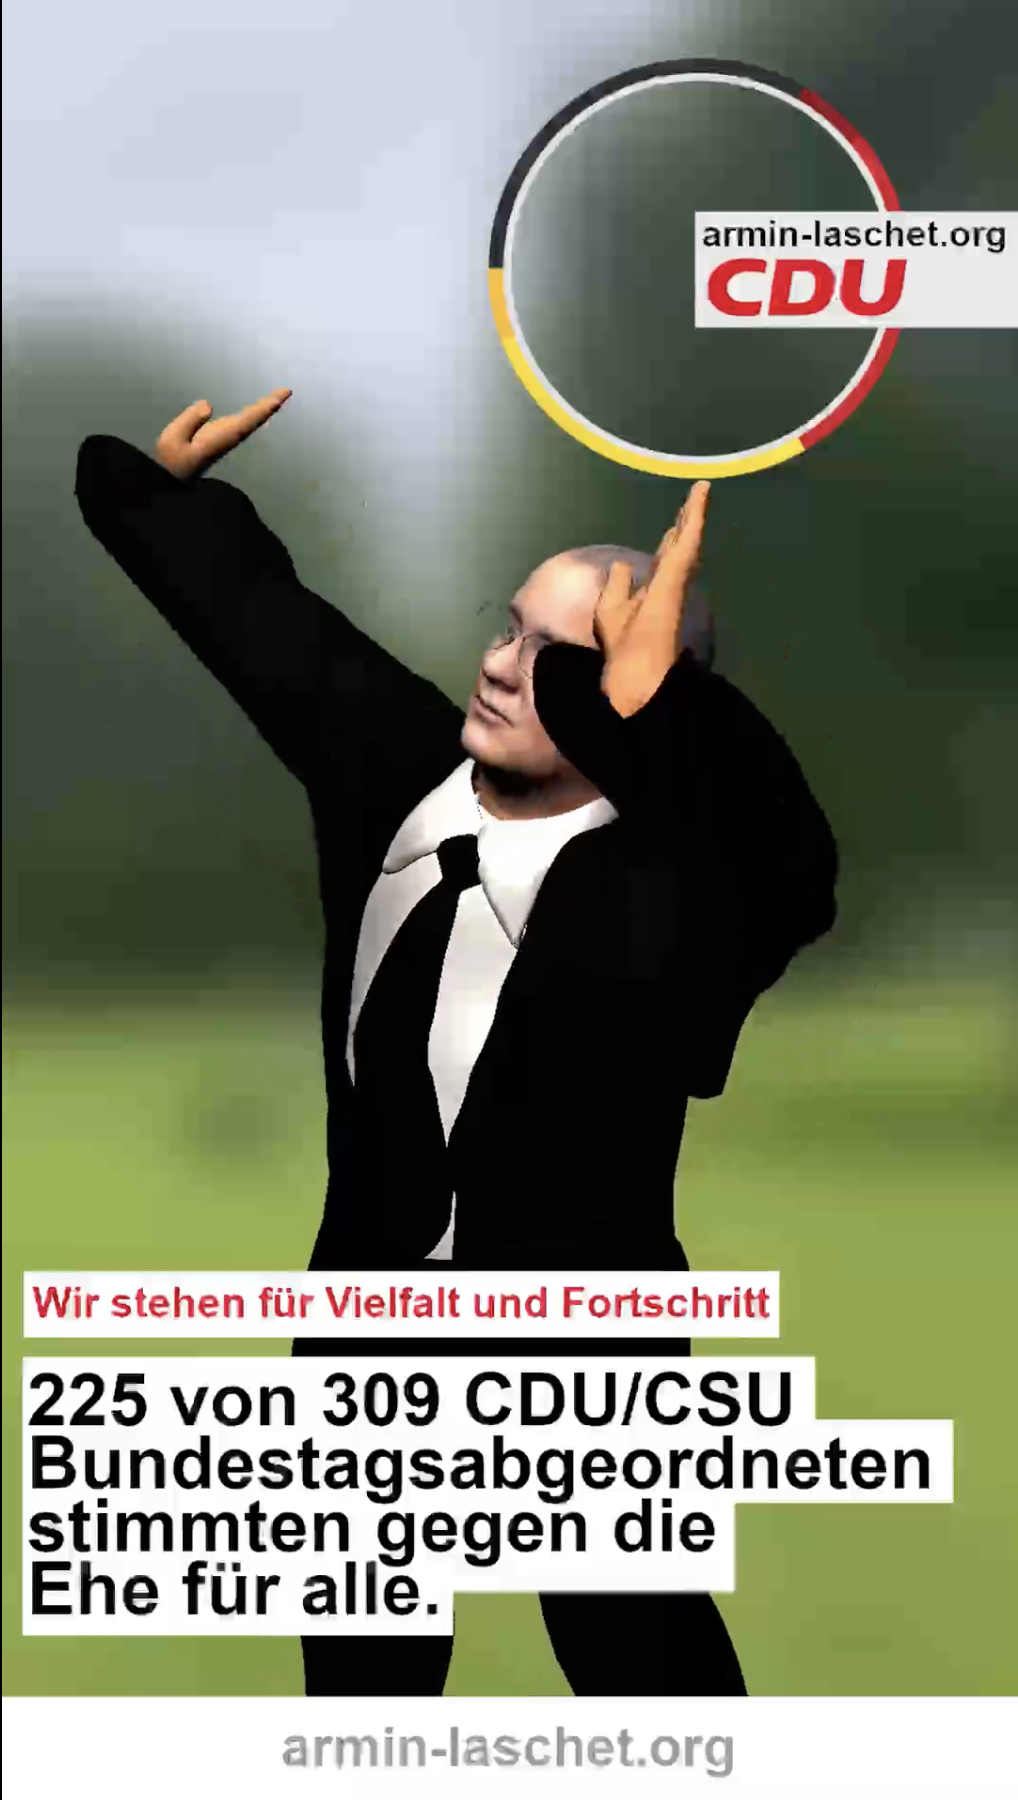 armin-laschet.org
CDU
Wir stehen für Vielfalt und Fortschritt
225 von 309 CDU/CSU
Bundestagsabgeordneten
stimmten gegen die
Ehe für alle.
armin-laschet.org